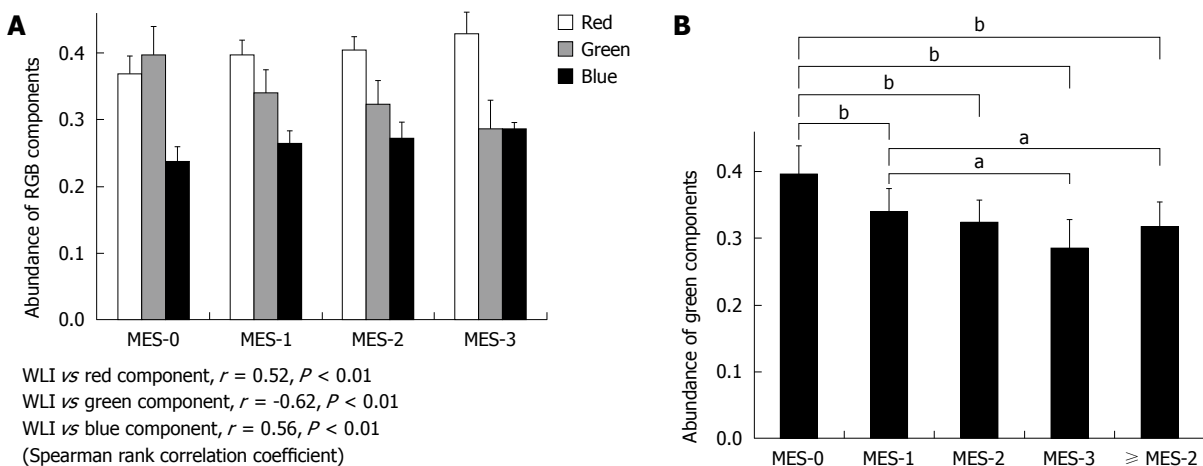 A
Abundance of RGB components
0.4
0.3
0.2
0.1
0.0
Red
Green
Blue
MES-0 MES-1 MES-2 MES-3
WLI vs red component, r = 0.52, P < 0.01
WLI vs green component, r = -0.62, P < 0.01
WLI vs blue component, r = 0.56, P < 0.01
(Spearman rank correlation coefficient)
B
Abundance of green components
b
b
b
b
a
a
0.4
0.3
0.2
0.1
0.0
MES-0 MES-1 MES-2 MES-3 ⩾ MES-2